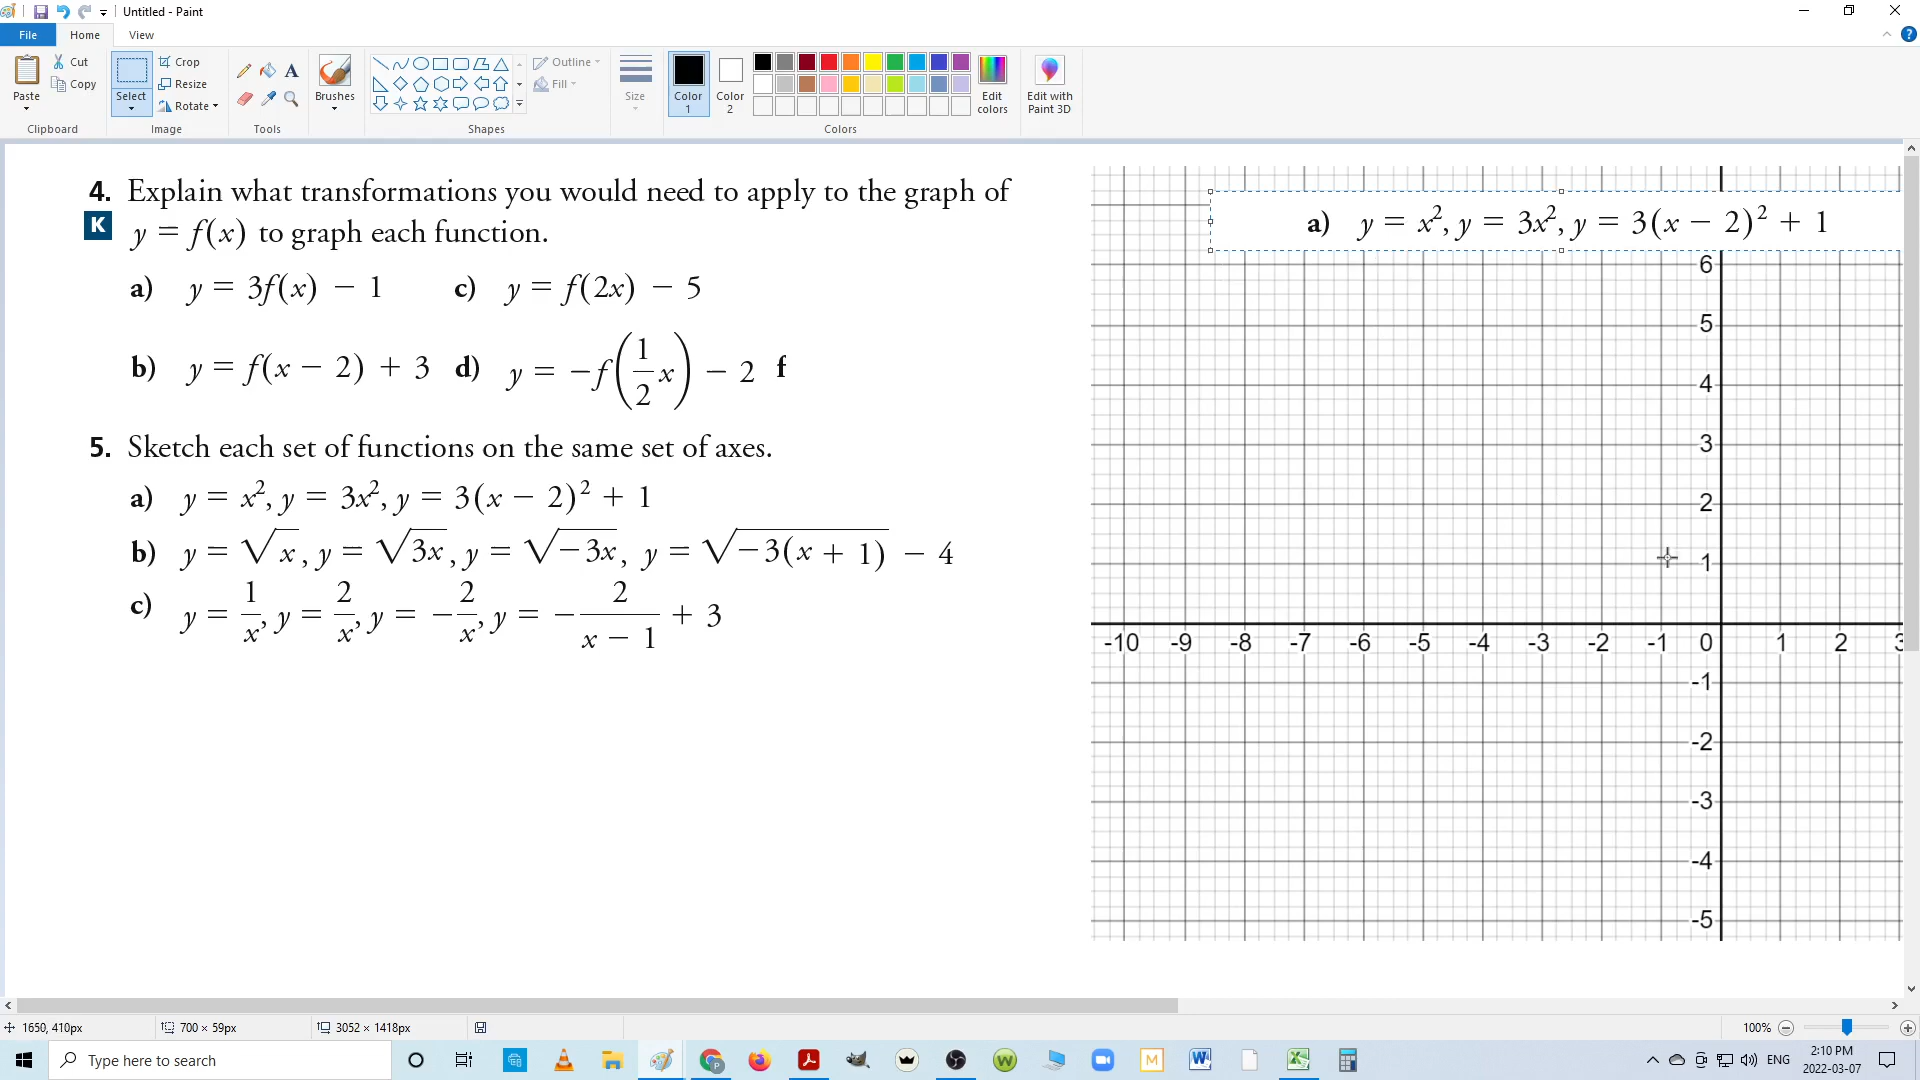 Untitled - Paint
File Home View
Paste
Cut
Copy
Clipboard
Select
Crop
Resize
Rotate
Image
A
Tools
Brushes
Shapes
Outline
Fill
Size
Color 1
Color 2
Colors
Edit colors
Edit with Paint 3D
4. Explain what transformations you would need to apply to the graph of
K y = f(x) to graph each function.
a) y = 3f(x) − 1 c) y = f(2x) − 5
b) y = f(x − 2) + 3 d) y = −f(1/2 x) − 2 f
5. Sketch each set of functions on the same set of axes.
a) y = x², y = 3x², y = 3(x − 2)² + 1
b) y = √x, y = √3x, y = √−3x, y = √−3(x + 1) − 4
c) y = 1/x, y = 2/x, y = −2/x, y = −2/(x − 1) + 3
a) y = x², y = 3x², y = 3(x − 2)² + 1
6
5
4
3
2
1
-10 -9 -8 -7 -6 -5 -4 -3 -2 -1 0 1 2 3
-1
-2
-3
-4
-5
1650, 410px 700 × 59px 3052 × 1418px 100%
Type here to search
P
W
M
W
X
ENG
2:10 PM
2022-03-07